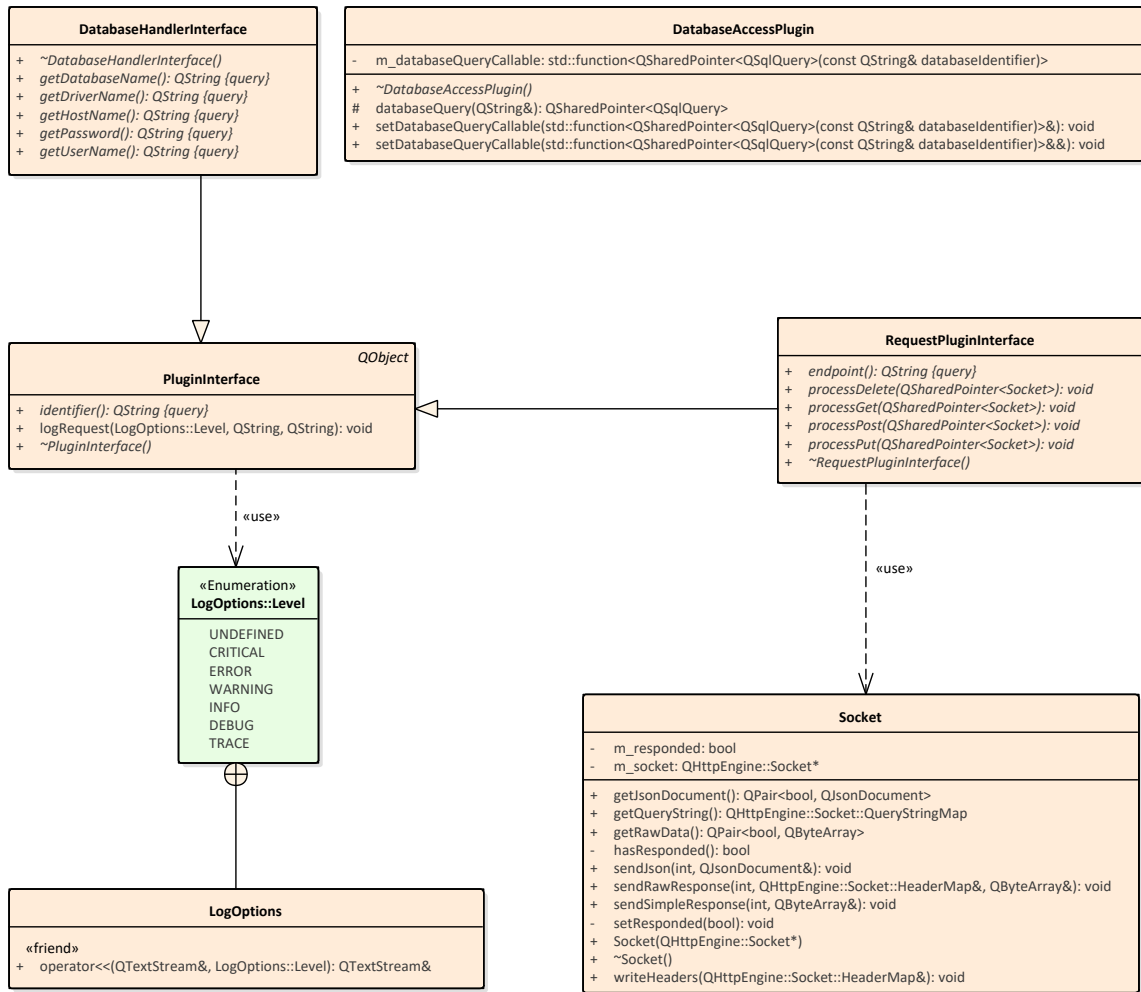 DatabaseHandlerInterface
+ ~DatabaseHandlerInterface()
+ getDatabaseName(): QString {query}
+ getDriverName(): QString {query}
+ getHostName(): QString {query}
+ getPassword(): QString {query}
+ getUserName(): QString {query}
DatabaseAccessPlugin
- m_databaseQueryCallable: std::function<QSharedPointer<QSqlQuery>(const QString& databaseIdentifier)>
+ ~DatabaseAccessPlugin()
# databaseQuery(QString&): QSharedPointer<QSqlQuery>
+ setDatabaseQueryCallable(std::function<QSharedPointer<QSqlQuery>(const QString& databaseIdentifier)>&): void
+ setDatabaseQueryCallable(std::function<QSharedPointer<QSqlQuery>(const QString& databaseIdentifier)>&&): void
QObject
PluginInterface
+ identifier(): QString {query}
+ logRequest(LogOptions::Level, QString, QString): void
+ ~PluginInterface()
RequestPluginInterface
+ endpoint(): QString {query}
+ processDelete(QSharedPointer<Socket>): void
+ processGet(QSharedPointer<Socket>): void
+ processPost(QSharedPointer<Socket>): void
+ processPut(QSharedPointer<Socket>): void
+ ~RequestPluginInterface()
«use»
«use»
«Enumeration»
LogOptions::Level
UNDEFINED
CRITICAL
ERROR
WARNING
INFO
DEBUG
TRACE
Socket
- m_responded: bool
- m_socket: QHttpEngine::Socket*
+ getJsonDocument(): QPair<bool, QJsonDocument>
+ getQueryString(): QHttpEngine::Socket::QueryStringMap
+ getRawData(): QPair<bool, QByteArray>
- hasResponded(): bool
+ sendJson(int, QJsonDocument&): void
+ sendRawResponse(int, QHttpEngine::Socket::HeaderMap&, QByteArray&): void
+ sendSimpleResponse(int, QByteArray&): void
- setResponded(bool): void
+ Socket(QHttpEngine::Socket*)
+ ~Socket()
+ writeHeaders(QHttpEngine::Socket::HeaderMap&): void
LogOptions
«friend»
+ operator<<(QTextStream&, LogOptions::Level): QTextStream&